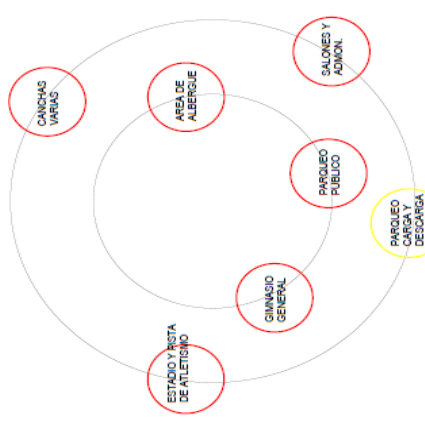 CANCHAS
VARIAS
AREA DE
ALBERGUE
SALONES Y
ADMON.
PARQUEO
PUBLICO
PARQUEO
CARGA Y
DESCARGA
GIMNASIO
GENERAL
ESTADIO Y PISTA
DE ATLETISMO